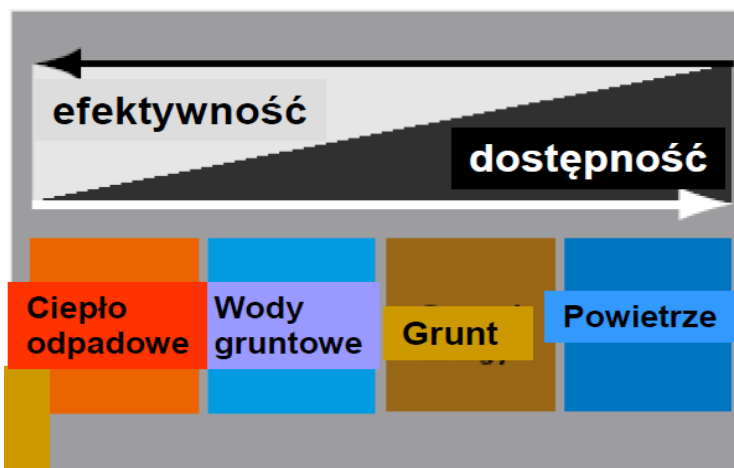 efektywność
dostępność
Ciepło
odpadowe
Wody
gruntowe
Grunt
Powietrze